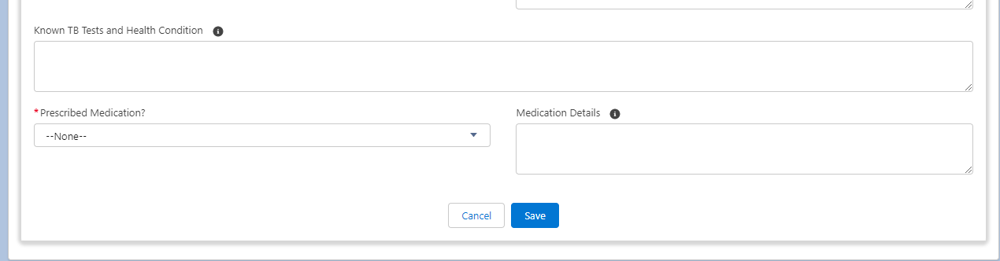 Known TB Tests and Health Condition
*Prescribed Medication?
Medication Details
--None--
Cancel
Save